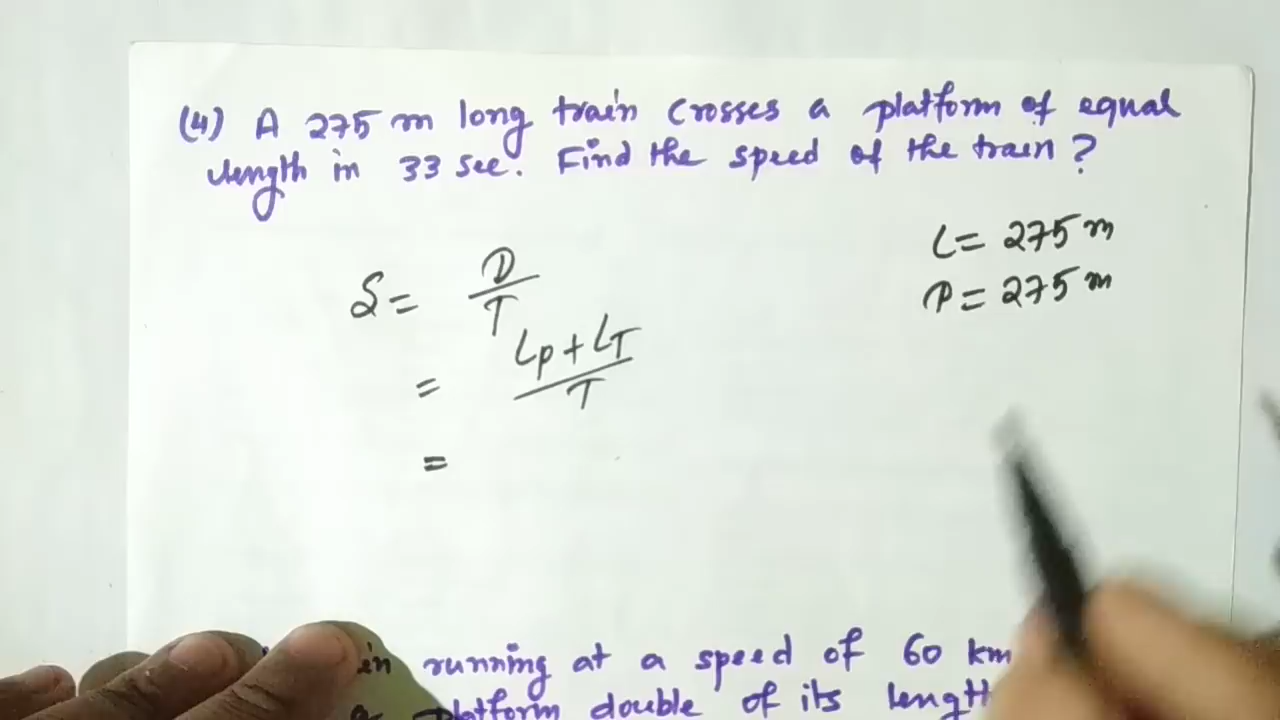 (4) A 275 m long train crosses a platform of equal
length in 33 sec. Find the speed of the train?
L = 275 m
P = 275 m
S = D/T
= LP + LT / T
=
running at a speed of 60 km
platform double of its length